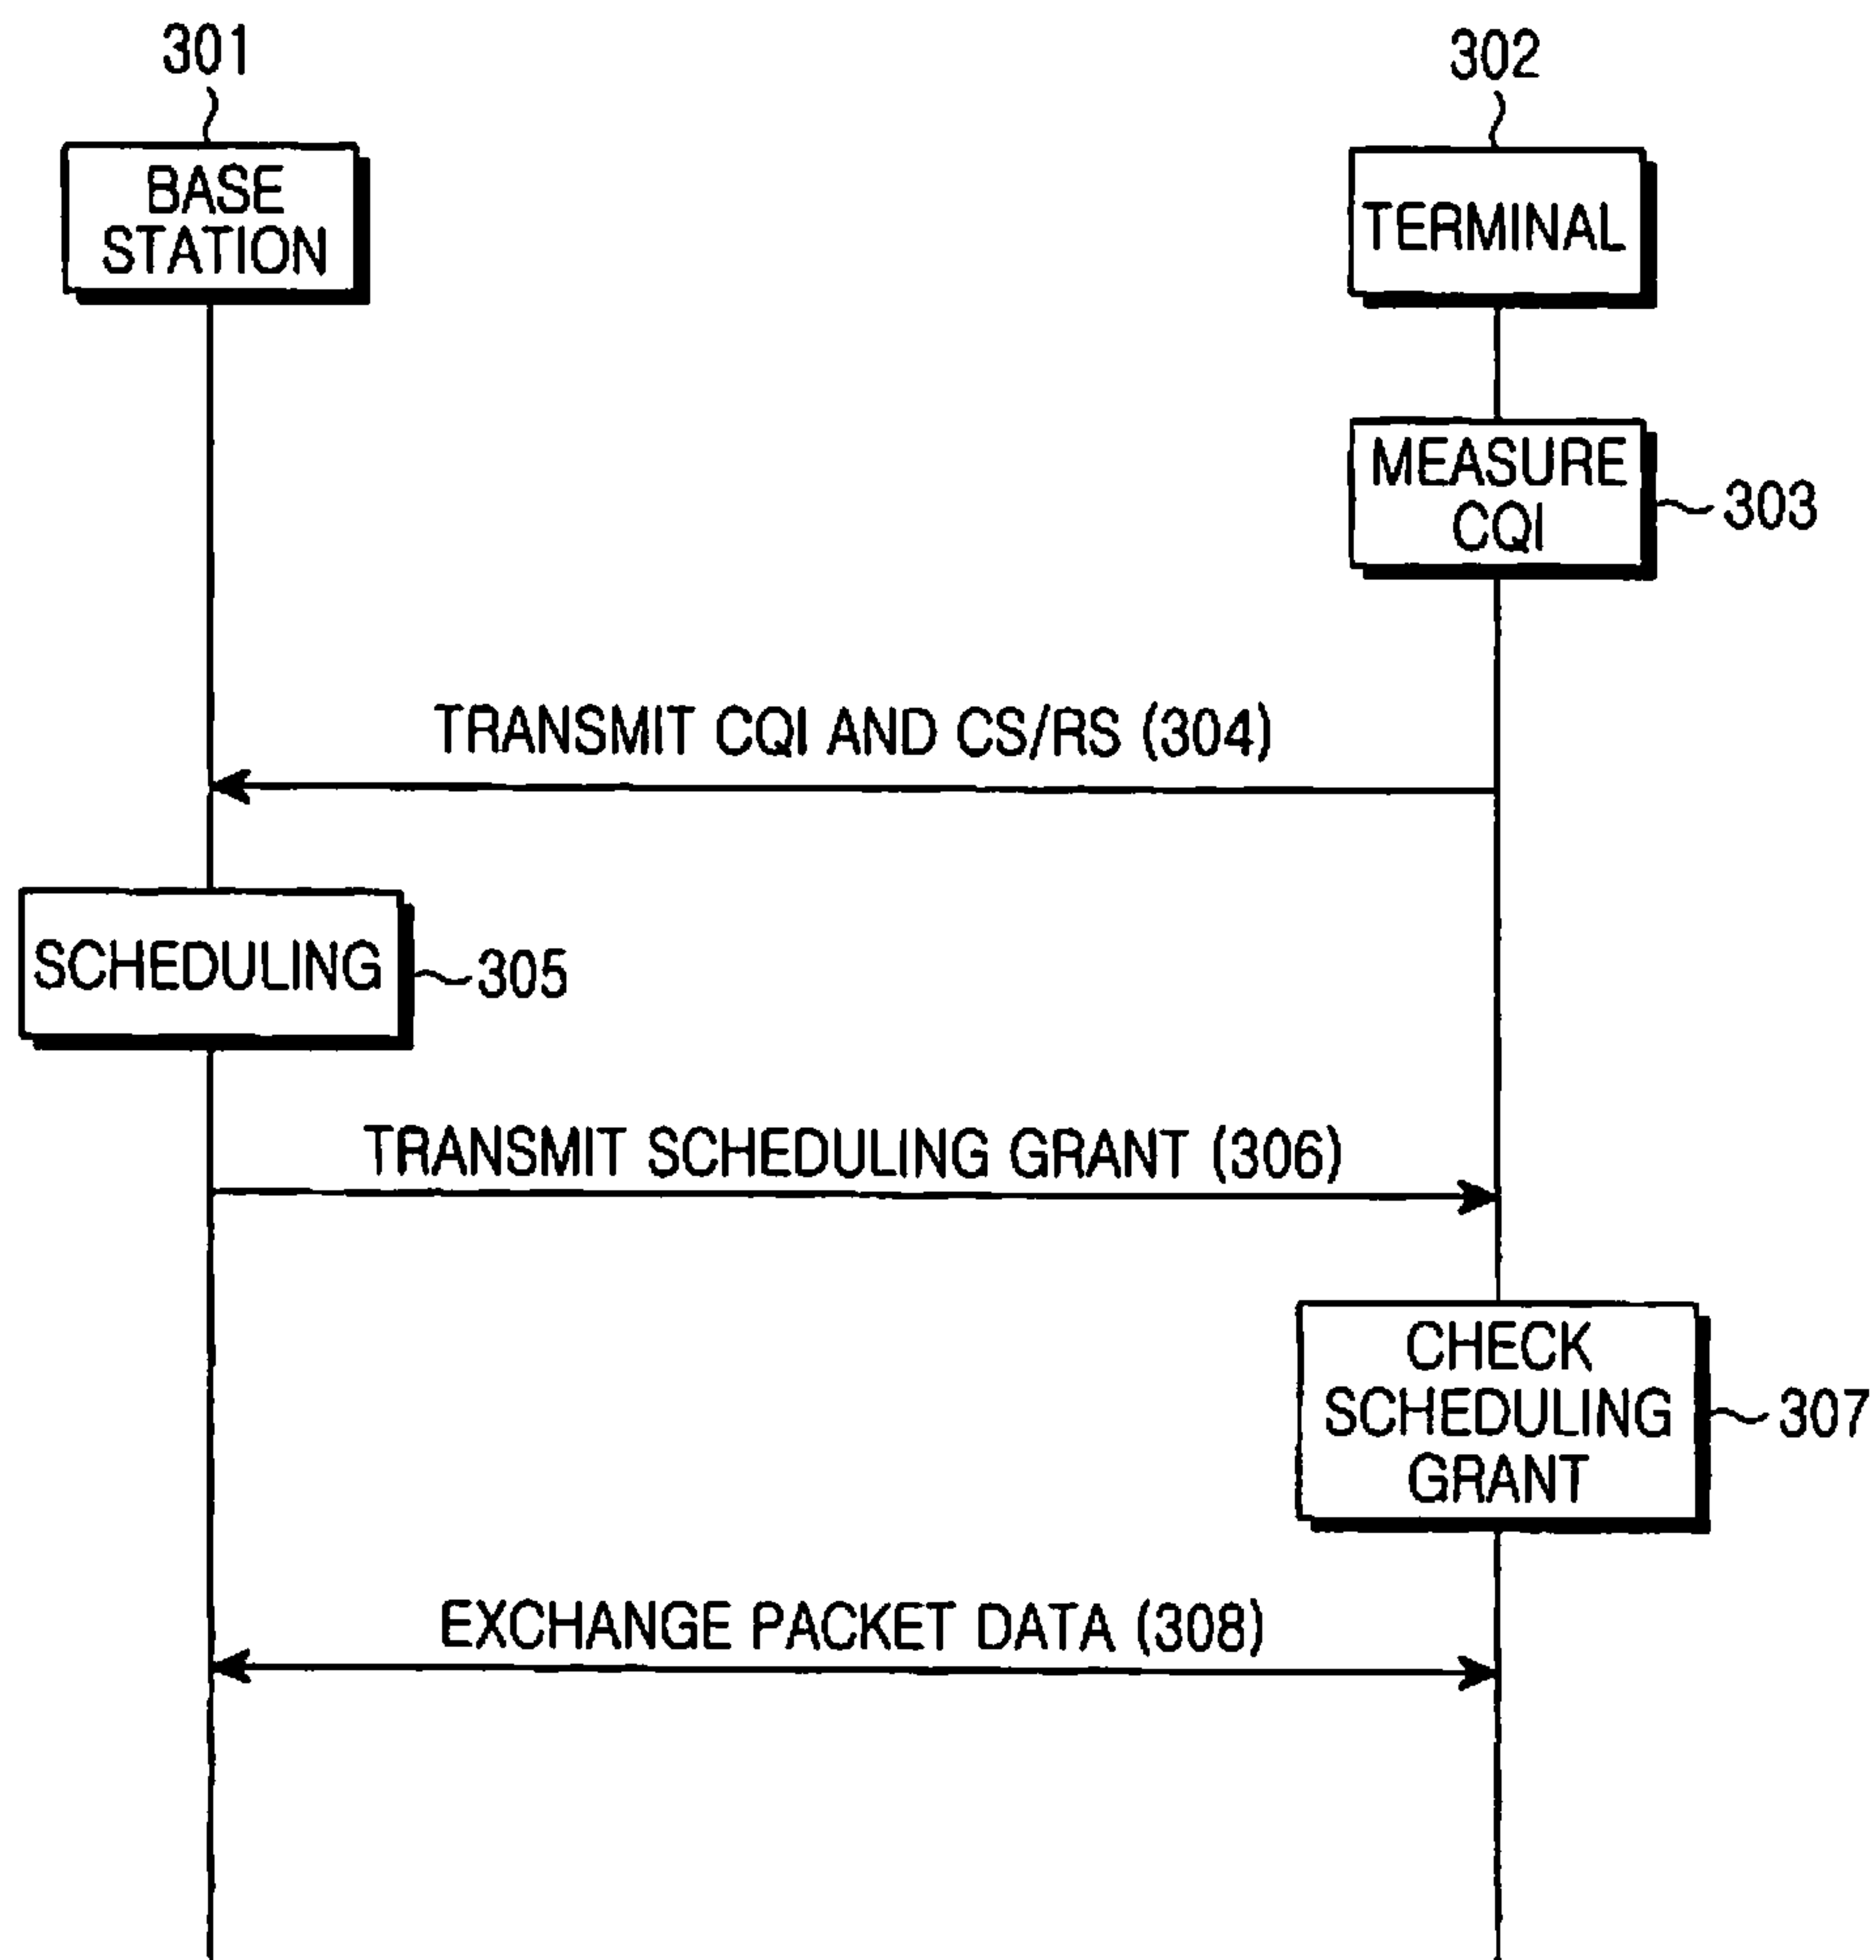 301
302
BASE
STATION
TERMINAL
MEASURE
CQI
303
TRANSMIT CQI AND CS/RS (304)
SCHEDULING
305
TRANSMIT SCHEDULING GRANT (306)
CHECK
SCHEDULING
GRANT
307
EXCHANGE PACKET DATA (308)